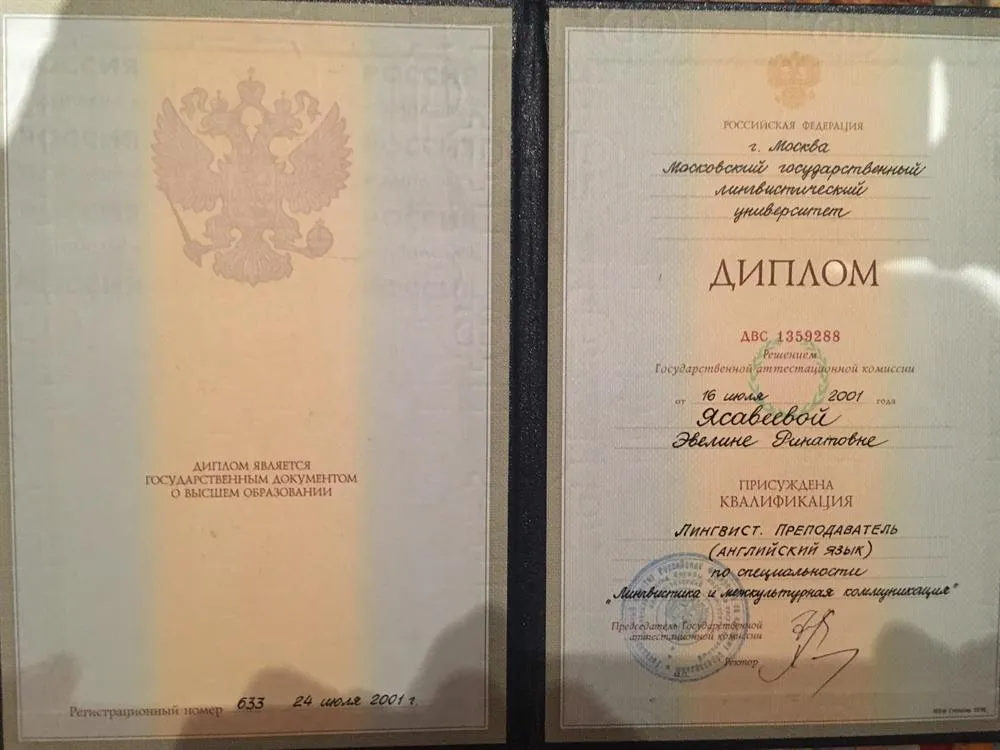 ДИПЛОМ ЯВЛЯЕТСЯ
ГОСУДАРСТВЕННЫМ ДОКУМЕНТОМ
О ВЫСШЕМ ОБРАЗОВАНИИ
Регистрационный номер 633 24 июля 2001 г.
РОССИЙСКАЯ ФЕДЕРАЦИЯ
г. Москва
Московский государственный
лингвистический
университет
ДИПЛОМ
ДВС 1359288
Решением
Государственной аттестационной комиссии
от 16 июля 2001 года
Ясавеевой
Эвелине Ринатовне
ПРИСУЖДЕНА
КВАЛИФИКАЦИЯ
Лингвист. Преподаватель
(английский язык)
по специальности
"Лингвистика и межкультурная коммуникация"
Председатель Государственной
аттестационной комиссии
Ректор